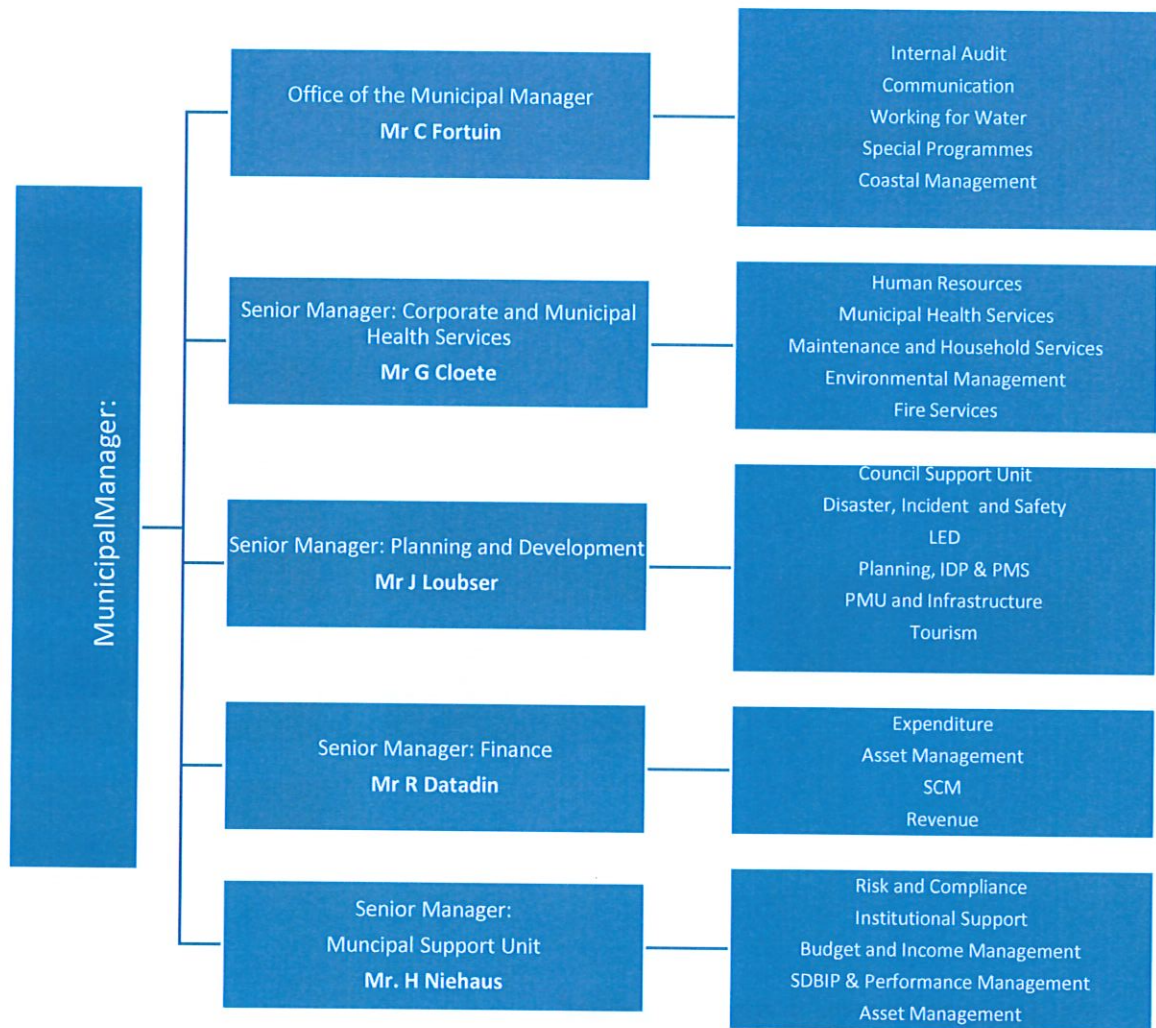 MunicipalManager:
Office of the Municipal Manager
Mr C Fortuin
Internal Audit
Communication
Working for Water
Special Programmes
Coastal Management
Senior Manager: Corporate and Municipal
Health Services
Mr G Cloete
Human Resources
Municipal Health Services
Maintenance and Household Services
Environmental Management
Fire Services
Senior Manager: Planning and Development
Mr J Loubser
Council Support Unit
Disaster, Incident and Safety
LED
Planning, IDP & PMS
PMU and Infrastructure
Tourism
Senior Manager: Finance
Mr R Datadin
Expenditure
Asset Management
SCM
Revenue
Senior Manager:
Muncipal Support Unit
Mr. H Niehaus
Risk and Compliance
Institutional Support
Budget and Income Management
SDBIP & Performance Management
Asset Management